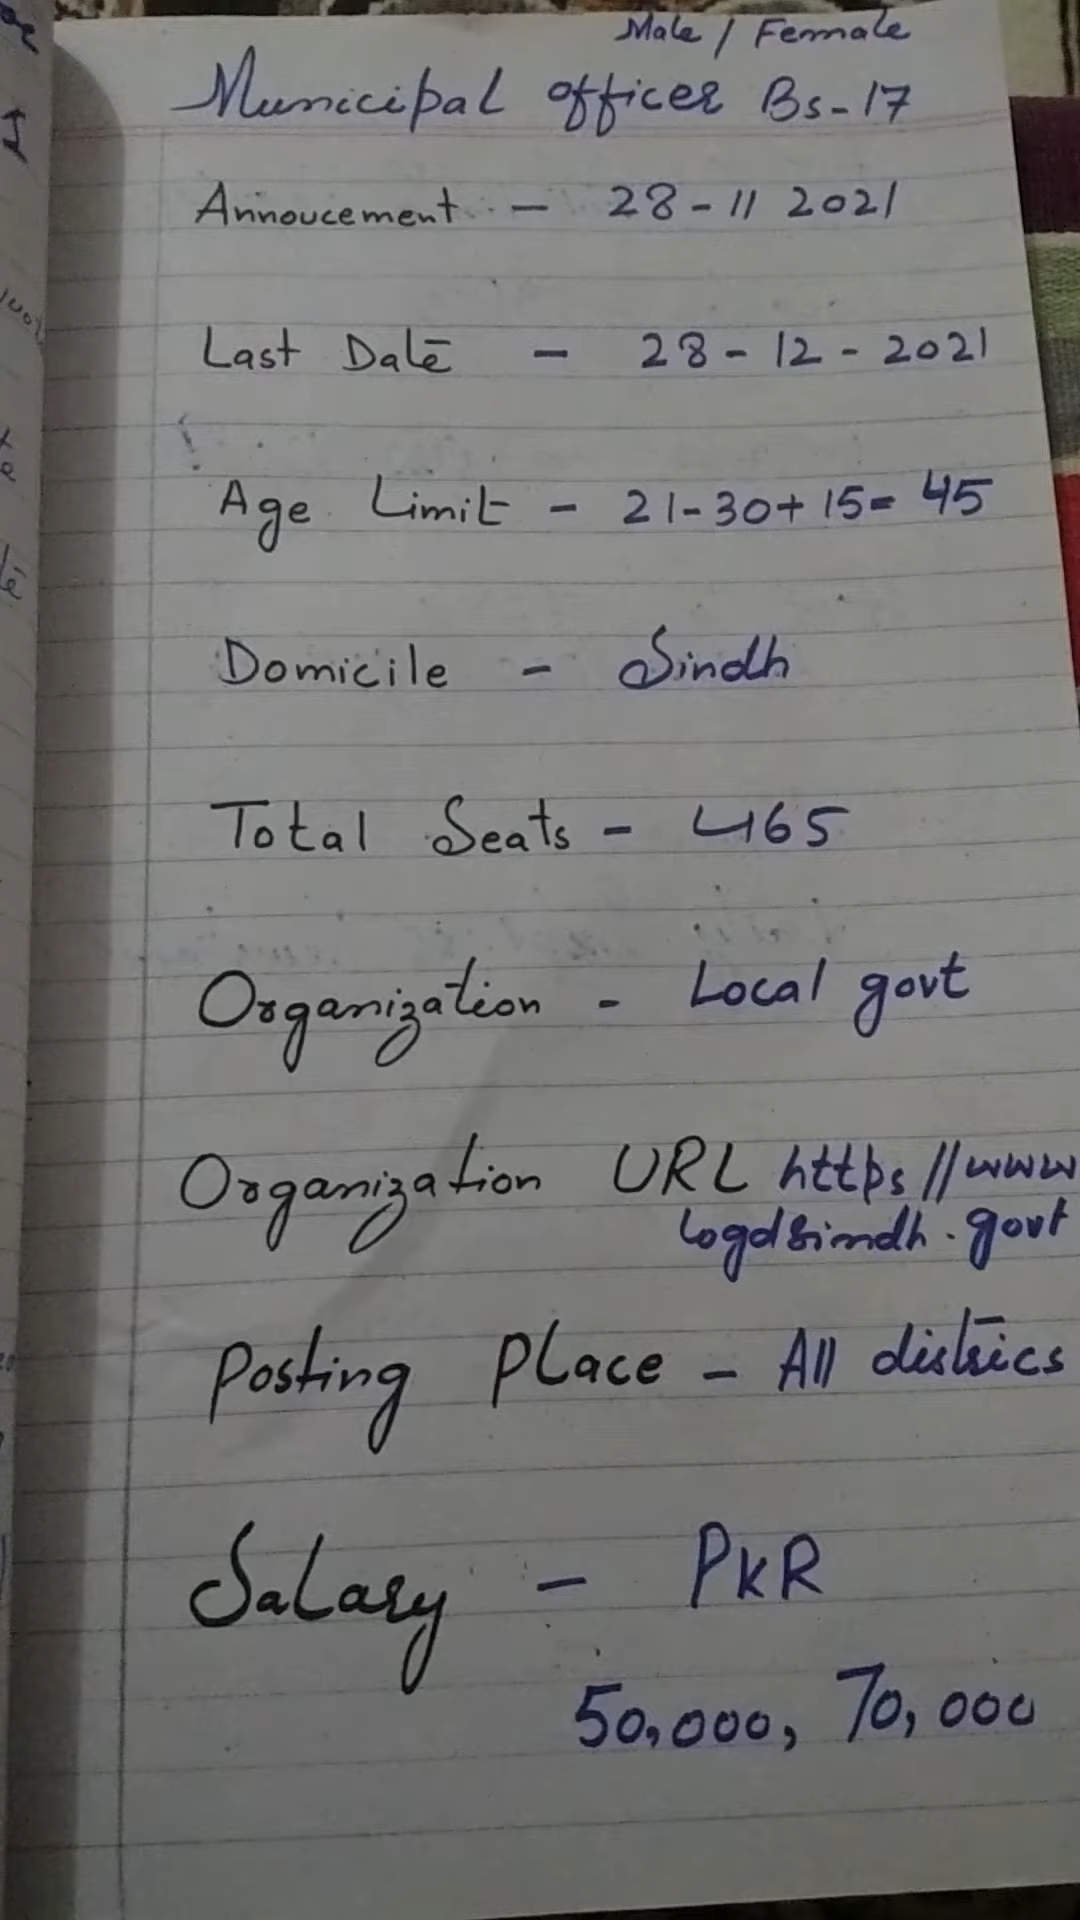 Male / Female
Municipal officer Bs-17
Annoucement - 28-11 2021
Last Date - 28-12-2021
Age Limit - 21-30+15=45
Domicile - Sindh
Total Seats - 465
Organization - Local govt
Organization URL https//www
logdsindh.govt
Posting Place - All districs
Salary - PKR
50,000, 70,000